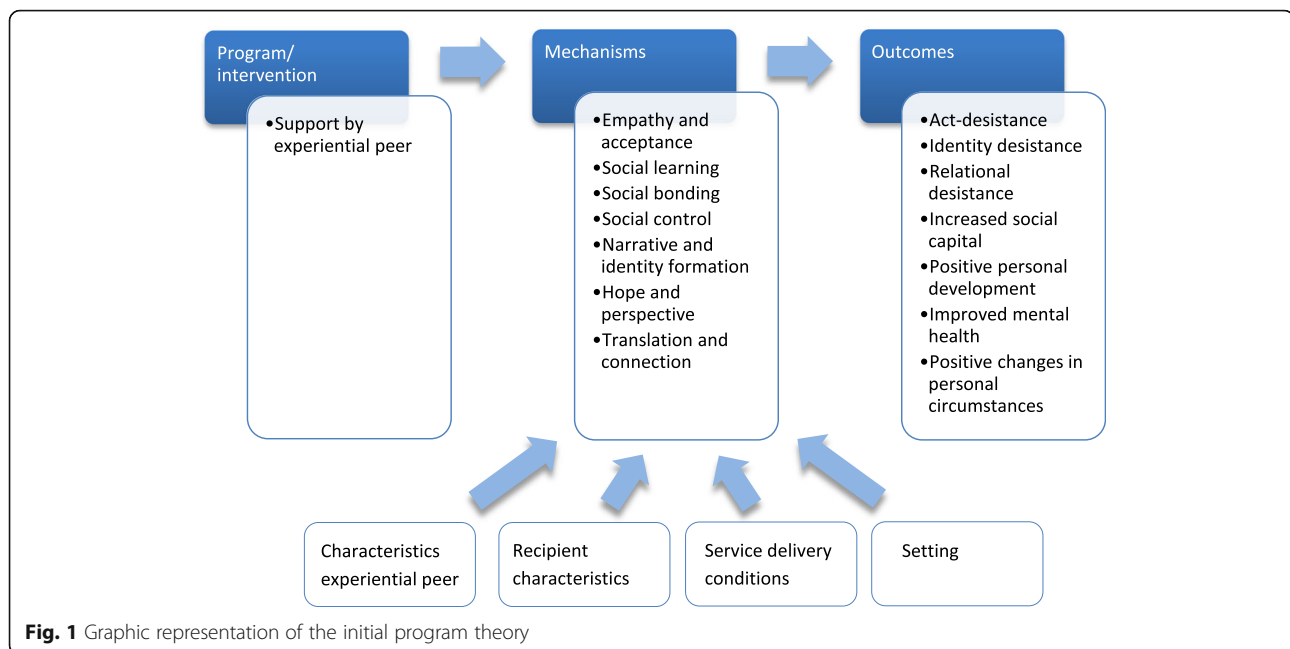 Program/
intervention
•Support by
experiential peer
Mechanisms
•Empathy and
acceptance
•Social learning
•Social bonding
•Social control
•Narrative and
identity formation
•Hope and
perspective
•Translation and
connection
Outcomes
•Act-desistance
•Identity desistance
•Relational
desistance
•Increased social
capital
•Positive personal
development
•Improved mental
health
•Positive changes in
personal
circumstances
Characteristics
experiential peer
Recipient
characteristics
Service delivery
conditions
Setting
Fig. 1 Graphic representation of the initial program theory